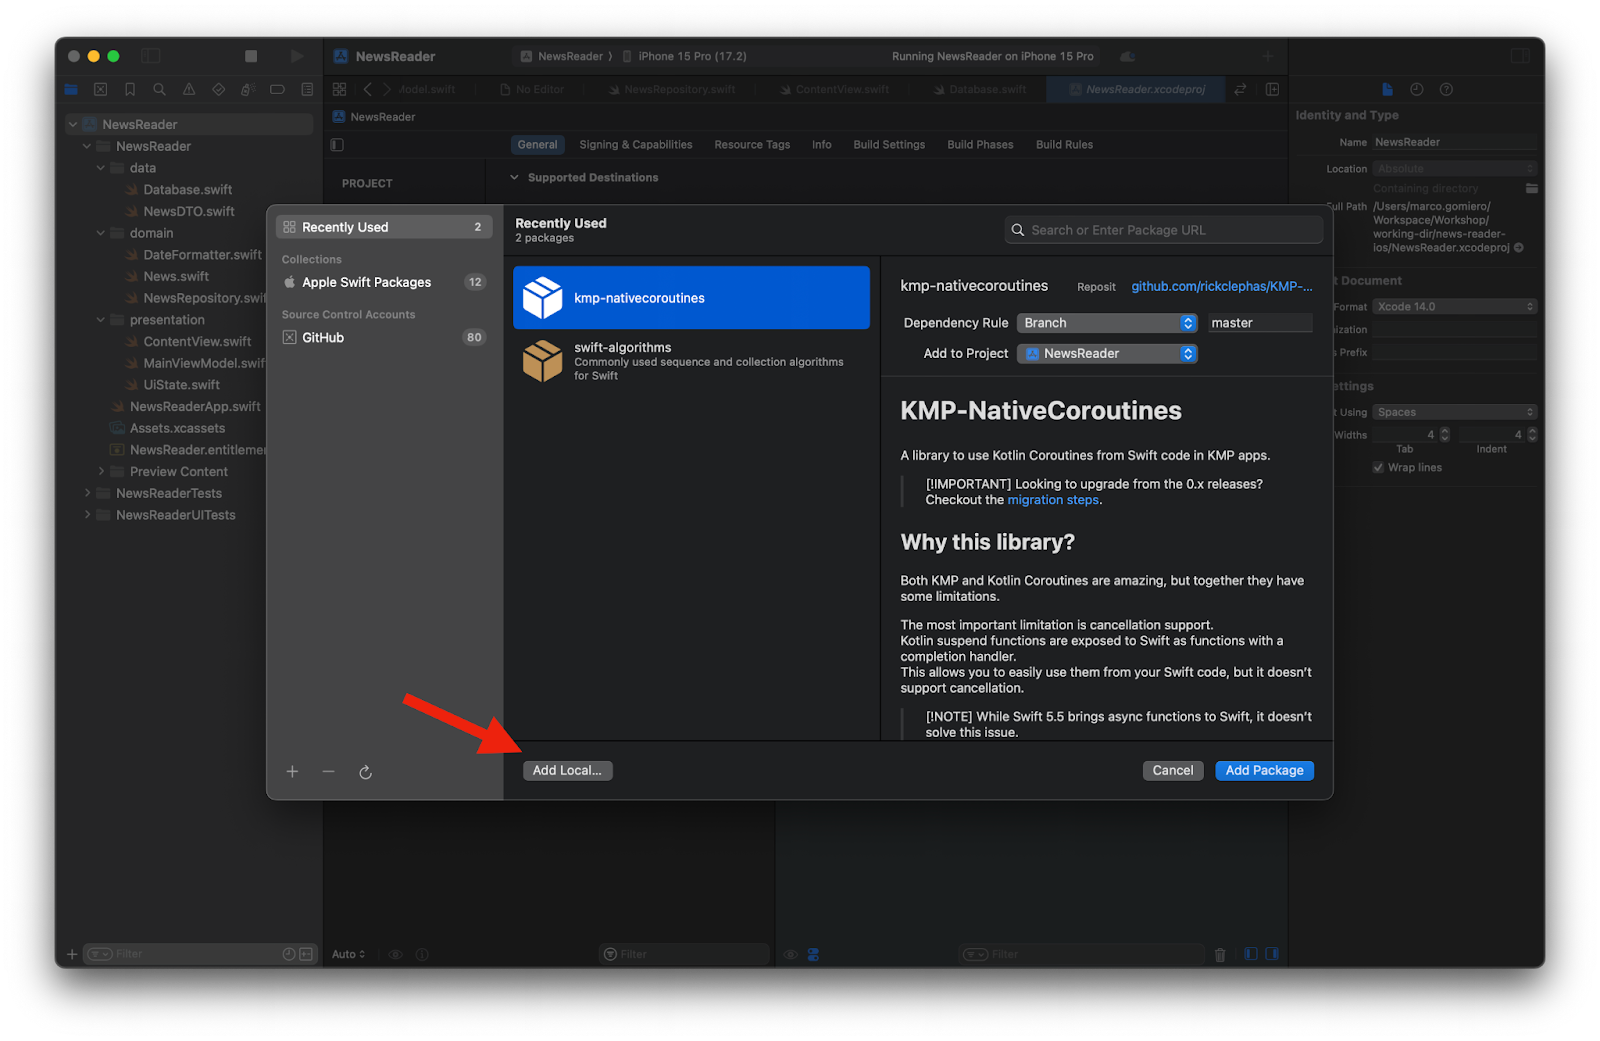 NewsReader
NewsReader
iPhone 15 Pro (17.2)
Running NewsReader on iPhone 15 Pro
No Editor
NewsRepository.swift
ContentView.swift
Database.swift
NewsReader.xcodeproj
NewsReader
NewsReader
NewsReader
data
Database.swift
NewsDTO.swift
domain
DateFormatter.swift
News.swift
NewsRepository.swif
presentation
ContentView.swift
MainViewModel.swif
UiState.swift
NewsReaderApp.swift
Assets.xcassets
NewsReader.entitlemer
Preview Content
NewsReaderTests
NewsReaderUITests
General
Signing & Capabilities
Resource Tags
Info
Build Settings
Build Phases
Build Rules
PROJECT
Supported Destinations
Identity and Type
Name NewsReader
Location Absolute
Containing directory
Full Path /Users/marco.gomiero/
Workspace/Workshop/
working-dir/news-reader-
ios/NewsReader.xcodeproj
t Document
Format Xcode 14.0
nization
s Prefix
ettings
t Using Spaces
Widths 4 4
Tab Indent
Wrap lines
Recently Used 2
Collections
Apple Swift Packages 12
Source Control Accounts
GitHub 80
Recently Used
2 packages
Search or Enter Package URL
kmp-nativecoroutines
swift-algorithms
Commonly used sequence and collection algorithms
for Swift
kmp-nativecoroutines Reposit github.com/rickclephas/KMP-...
Dependency Rule Branch master
Add to Project NewsReader
KMP-NativeCoroutines
A library to use Kotlin Coroutines from Swift code in KMP apps.
[!IMPORTANT] Looking to upgrade from the 0.x releases?
Checkout the migration steps.
Why this library?
Both KMP and Kotlin Coroutines are amazing, but together they have
some limitations.
The most important limitation is cancellation support.
Kotlin suspend functions are exposed to Swift as functions with a
completion handler.
This allows you to easily use them from your Swift code, but it doesn't
support cancellation.
[!NOTE] While Swift 5.5 brings async functions to Swift, it doesn't
solve this issue.
Add Local...
Cancel
Add Package
Filter
Auto
Filter
Filter